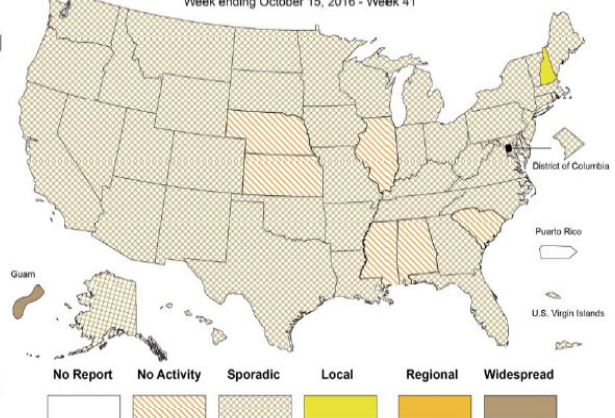 Week ending October 15, 2016 - Week 41
District of Columbia
Puerto Rico
Guam
U.S. Virgin Islands
No Report
No Activity
Sporadic
Local
Regional
Widespread